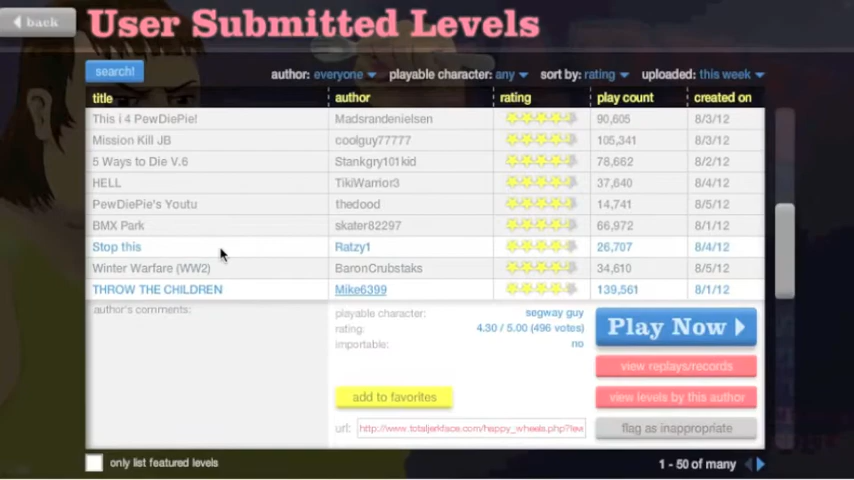 back
User Submitted Levels
search!
author: everyone playable character: any sort by: rating uploaded: this week
title author rating play count created on
This i 4 PewDiePie! Madsrandenielsen 90,605 8/3/12
Mission Kill JB coolguy77777 105,341 8/3/12
5 Ways to Die V.6 Stankgry101kid 78,662 8/2/12
HELL TikiWarrior3 37,640 8/4/12
PewDiePie's Youtu thedood 14,741 8/5/12
BMX Park skater82297 66,972 8/1/12
Stop this Ratzy1 26,707 8/4/12
Winter Warfare (WW2) BaronCrubstaks 34,610 8/5/12
THROW THE CHILDREN Mike6399 139,561 8/1/12
author's comments:
playable character: segway guy
rating: 4.30 / 5.00 (496 votes)
importable: no
Play Now
view replays/records
add to favorites
view levels by this author
url: http://www.totaljerkface.com/happy_wheels.php?lev
flag as inappropriate
only list featured levels
1 - 50 of many